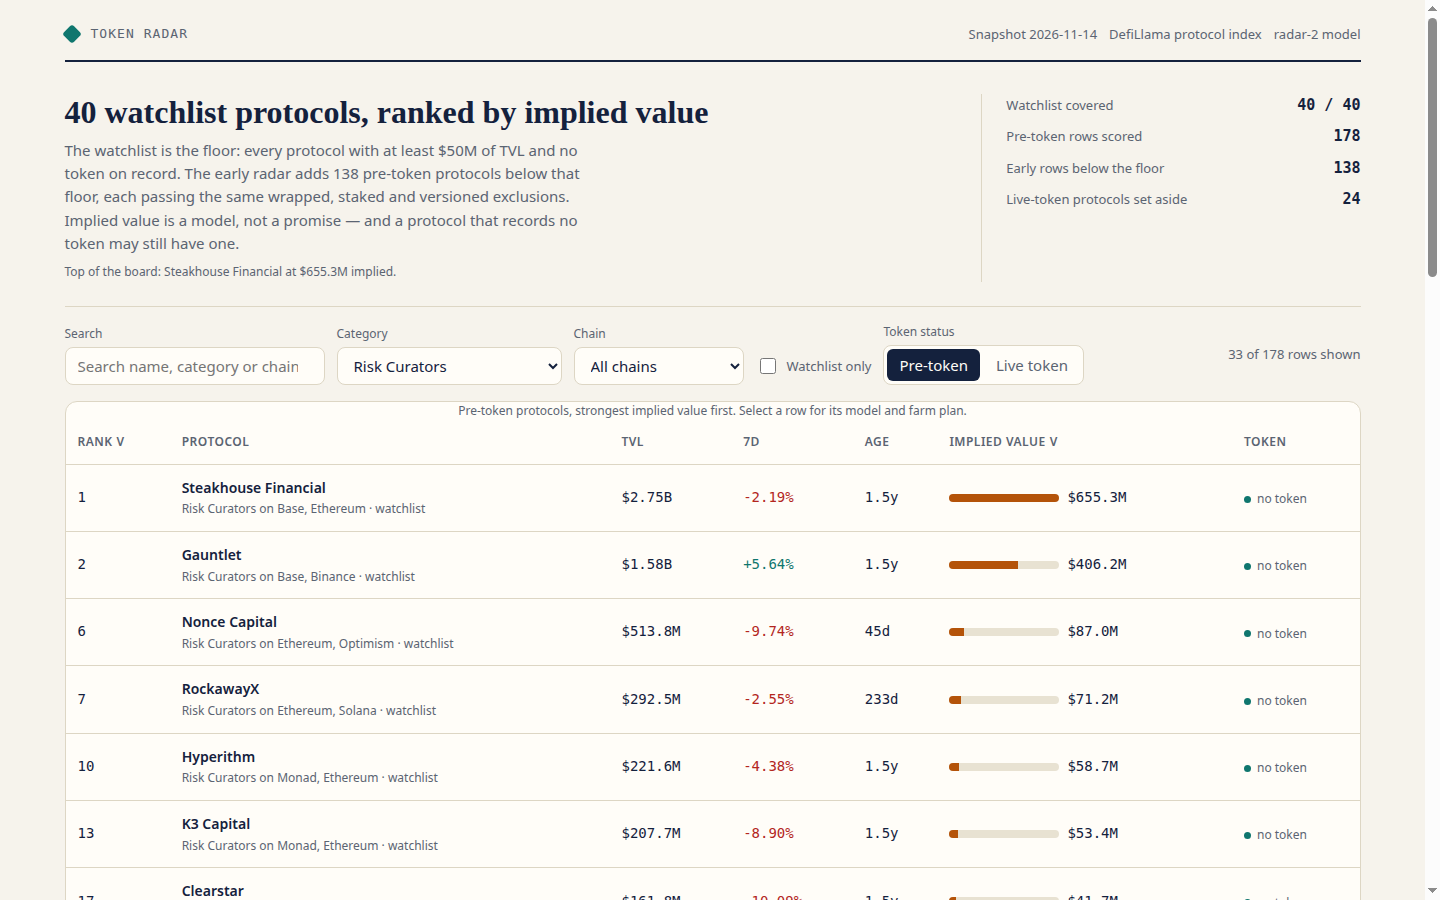 TOKEN RADAR
Snapshot 2026-11-14 DefiLlama protocol index radar-2 model
40 watchlist protocols, ranked by implied value
The watchlist is the floor: every protocol with at least $50M of TVL and no
token on record. The early radar adds 138 pre-token protocols below that
floor, each passing the same wrapped, staked and versioned exclusions.
Implied value is a model, not a promise — and a protocol that records no
token may still have one.
Top of the board: Steakhouse Financial at $655.3M implied.
Watchlist covered 40 / 40
Pre-token rows scored 178
Early rows below the floor 138
Live-token protocols set aside 24
Search
Category
Chain
Token status
Search name, category or chain
Risk Curators
All chains
Watchlist only
Pre-token
Live token
33 of 178 rows shown
Pre-token protocols, strongest implied value first. Select a row for its model and farm plan.
RANK V PROTOCOL TVL 7D AGE IMPLIED VALUE V TOKEN
1 Steakhouse Financial $2.75B -2.19% 1.5y $655.3M no token
Risk Curators on Base, Ethereum · watchlist
2 Gauntlet $1.58B +5.64% 1.5y $406.2M no token
Risk Curators on Base, Binance · watchlist
6 Nonce Capital $513.8M -9.74% 45d $87.0M no token
Risk Curators on Ethereum, Optimism · watchlist
7 RockawayX $292.5M -2.55% 233d $71.2M no token
Risk Curators on Ethereum, Solana · watchlist
10 Hyperithm $221.6M -4.38% 1.5y $58.7M no token
Risk Curators on Monad, Ethereum · watchlist
13 K3 Capital $207.7M -8.90% 1.5y $53.4M no token
Risk Curators on Monad, Ethereum · watchlist
Clearstar